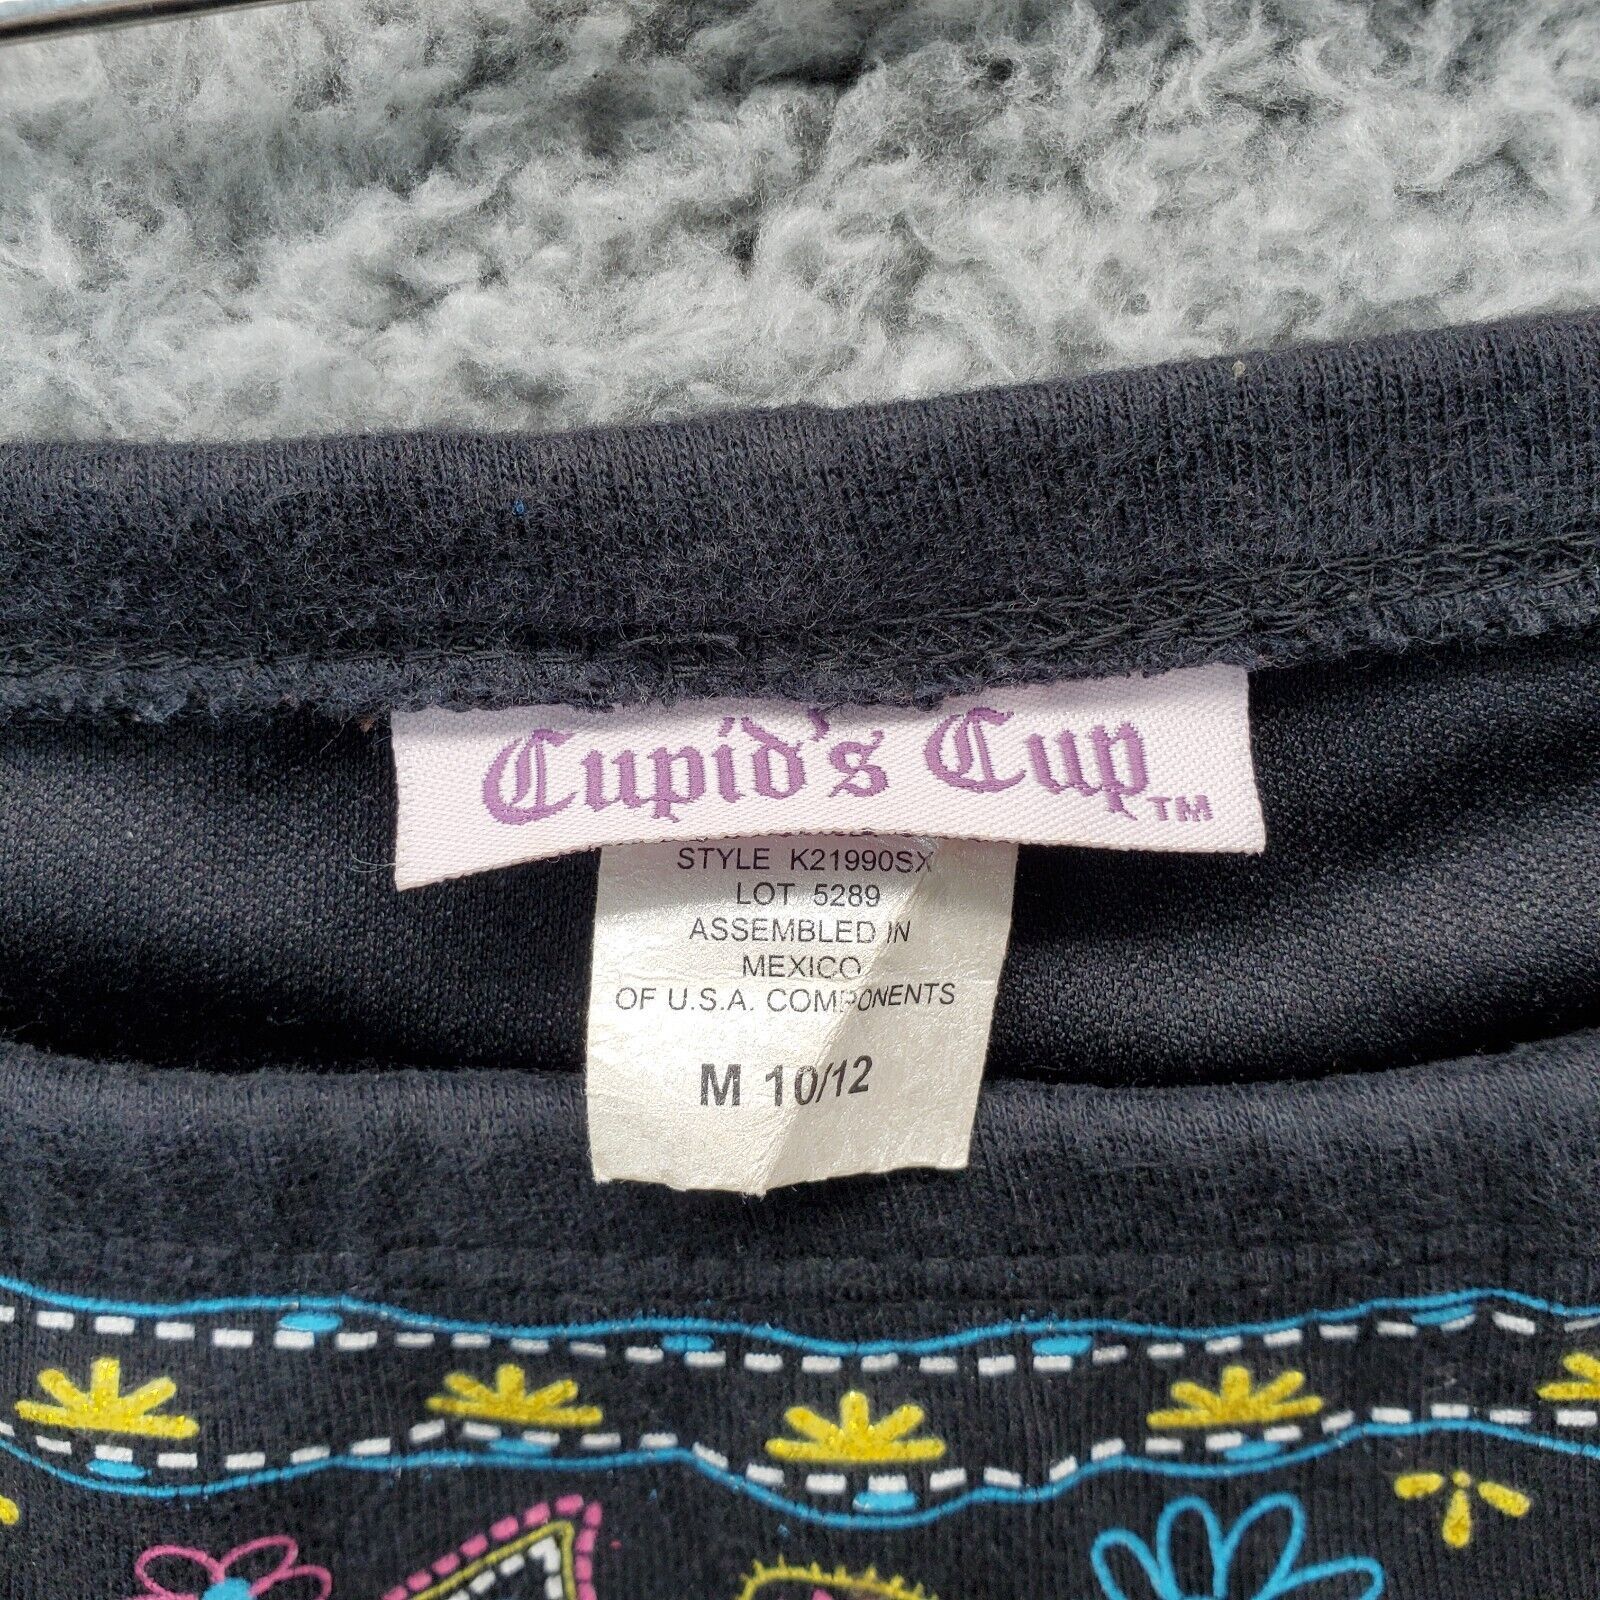 Cupid's Cup TM
STYLE K21990SX
LOT 5289
ASSEMBLED IN
MEXICO
OF U.S.A. COMPONENTS
M 10/12